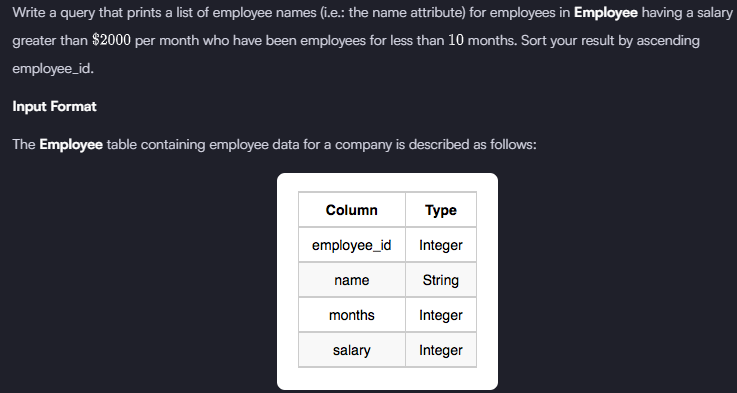 Write a query that prints a list of employee names (i.e.: the name attribute) for employees in Employee having a salary
greater than $2000 per month who have been employees for less than 10 months. Sort your result by ascending
employee_id.
Input Format
The Employee table containing employee data for a company is described as follows:
Column Type
employee_id Integer
name String
months Integer
salary Integer